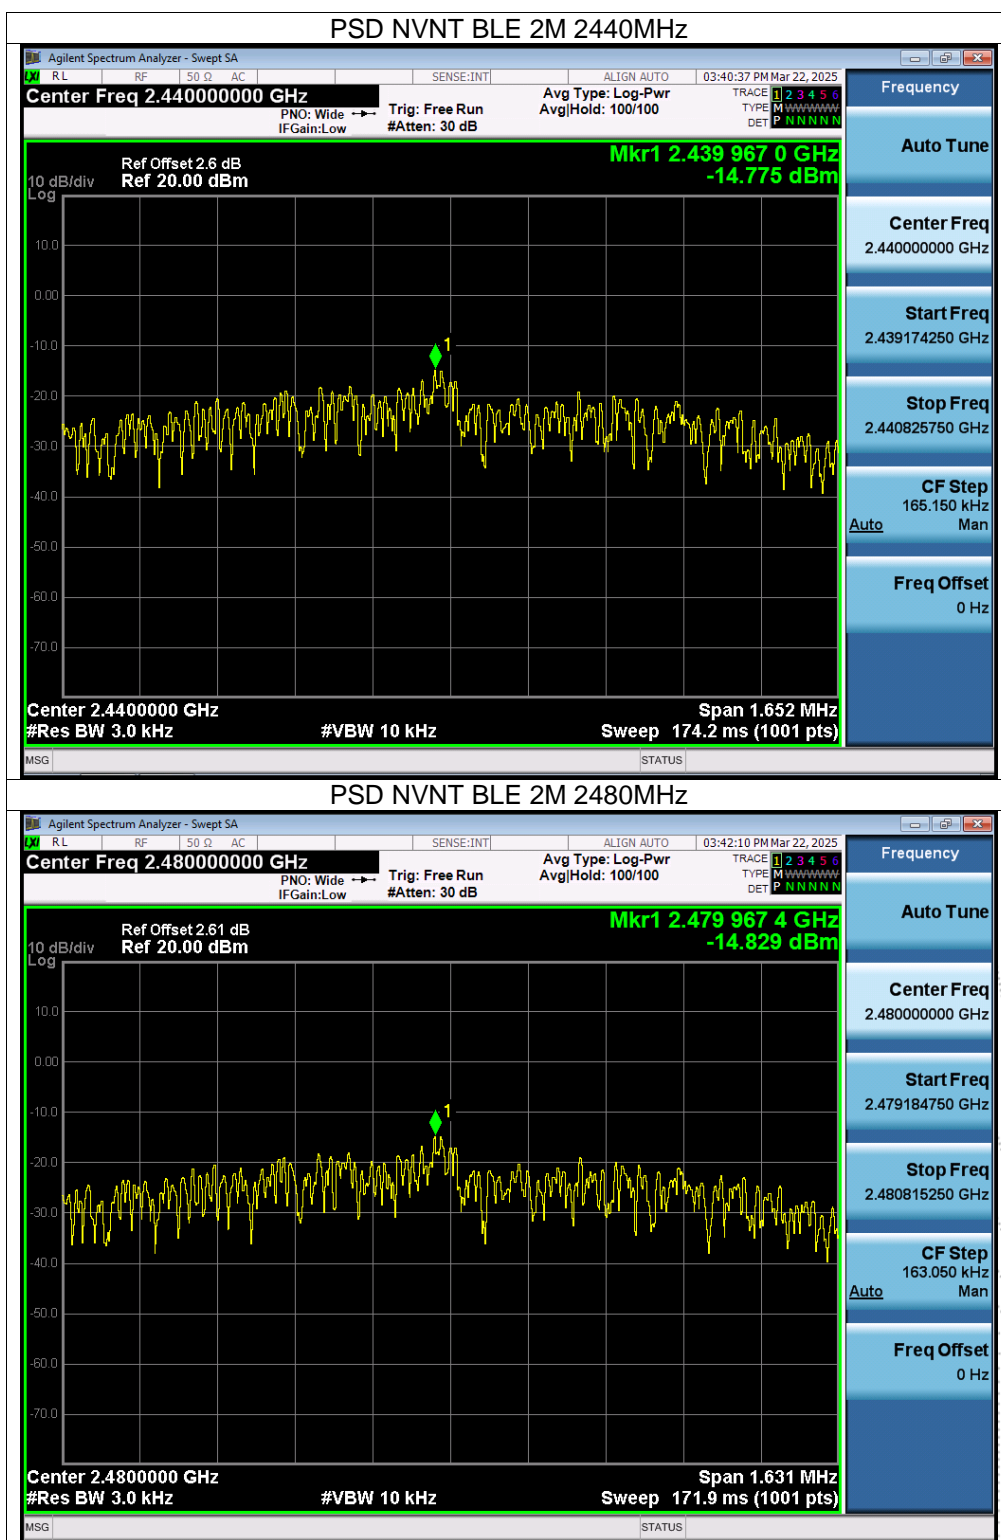 PSD NVNT BLE 2M 2440MHz
Agilent Spectrum Analyzer - Swept SA
LXI RL RF 50 Ω AC SENSE:INT ALIGN AUTO 03:40:37 PM Mar 22, 2025
Center Freq 2.440000000 GHz
PNO: Wide
IFGain:Low
Trig: Free Run
#Atten: 30 dB
Avg Type: Log-Pwr
Avg|Hold: 100/100
TRACE 1 2 3 4 5 6
TYPE M WWWWW
DET P N N N N N
Ref Offset 2.6 dB
Ref 20.00 dBm
10 dB/div
Log
Mkr1 2.439 967 0 GHz
-14.775 dBm
10.0
0.00
-10.0
1
-20.0
-30.0
-40.0
-50.0
-60.0
-70.0
Center 2.4400000 GHz
Span 1.652 MHz
#Res BW 3.0 kHz
#VBW 10 kHz
Sweep 174.2 ms (1001 pts)
MSG
STATUS
Frequency
Auto Tune
Center Freq
2.440000000 GHz
Start Freq
2.439174250 GHz
Stop Freq
2.440825750 GHz
CF Step
165.150 kHz
Auto Man
Freq Offset
0 Hz
PSD NVNT BLE 2M 2480MHz
Agilent Spectrum Analyzer - Swept SA
LXI RL RF 50 Ω AC SENSE:INT ALIGN AUTO 03:42:10 PM Mar 22, 2025
Center Freq 2.480000000 GHz
PNO: Wide
IFGain:Low
Trig: Free Run
#Atten: 30 dB
Avg Type: Log-Pwr
Avg|Hold: 100/100
TRACE 1 2 3 4 5 6
TYPE M WWWWW
DET P N N N N N
Ref Offset 2.61 dB
Ref 20.00 dBm
10 dB/div
Log
Mkr1 2.479 967 4 GHz
-14.829 dBm
10.0
0.00
-10.0
1
-20.0
-30.0
-40.0
-50.0
-60.0
-70.0
Center 2.4800000 GHz
Span 1.631 MHz
#Res BW 3.0 kHz
#VBW 10 kHz
Sweep 171.9 ms (1001 pts)
MSG
STATUS
Frequency
Auto Tune
Center Freq
2.480000000 GHz
Start Freq
2.479184750 GHz
Stop Freq
2.480815250 GHz
CF Step
163.050 kHz
Auto Man
Freq Offset
0 Hz